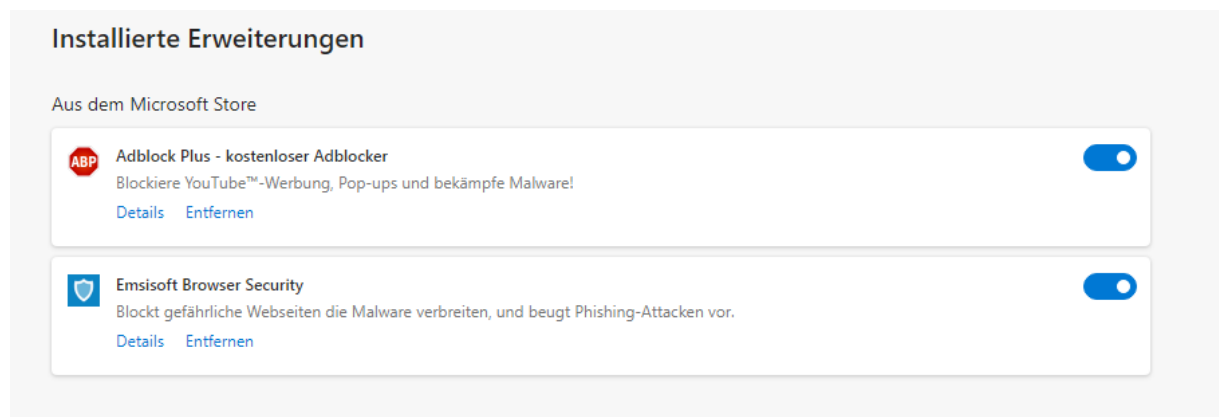 Installierte Erweiterungen
Aus dem Microsoft Store
ABP
Adblock Plus - kostenloser Adblocker
Blockiere YouTube™-Werbung, Pop-ups und bekämpfe Malware!
Details Entfernen
Emsisoft Browser Security
Blockt gefährliche Webseiten die Malware verbreiten, und beugt Phishing-Attacken vor.
Details Entfernen